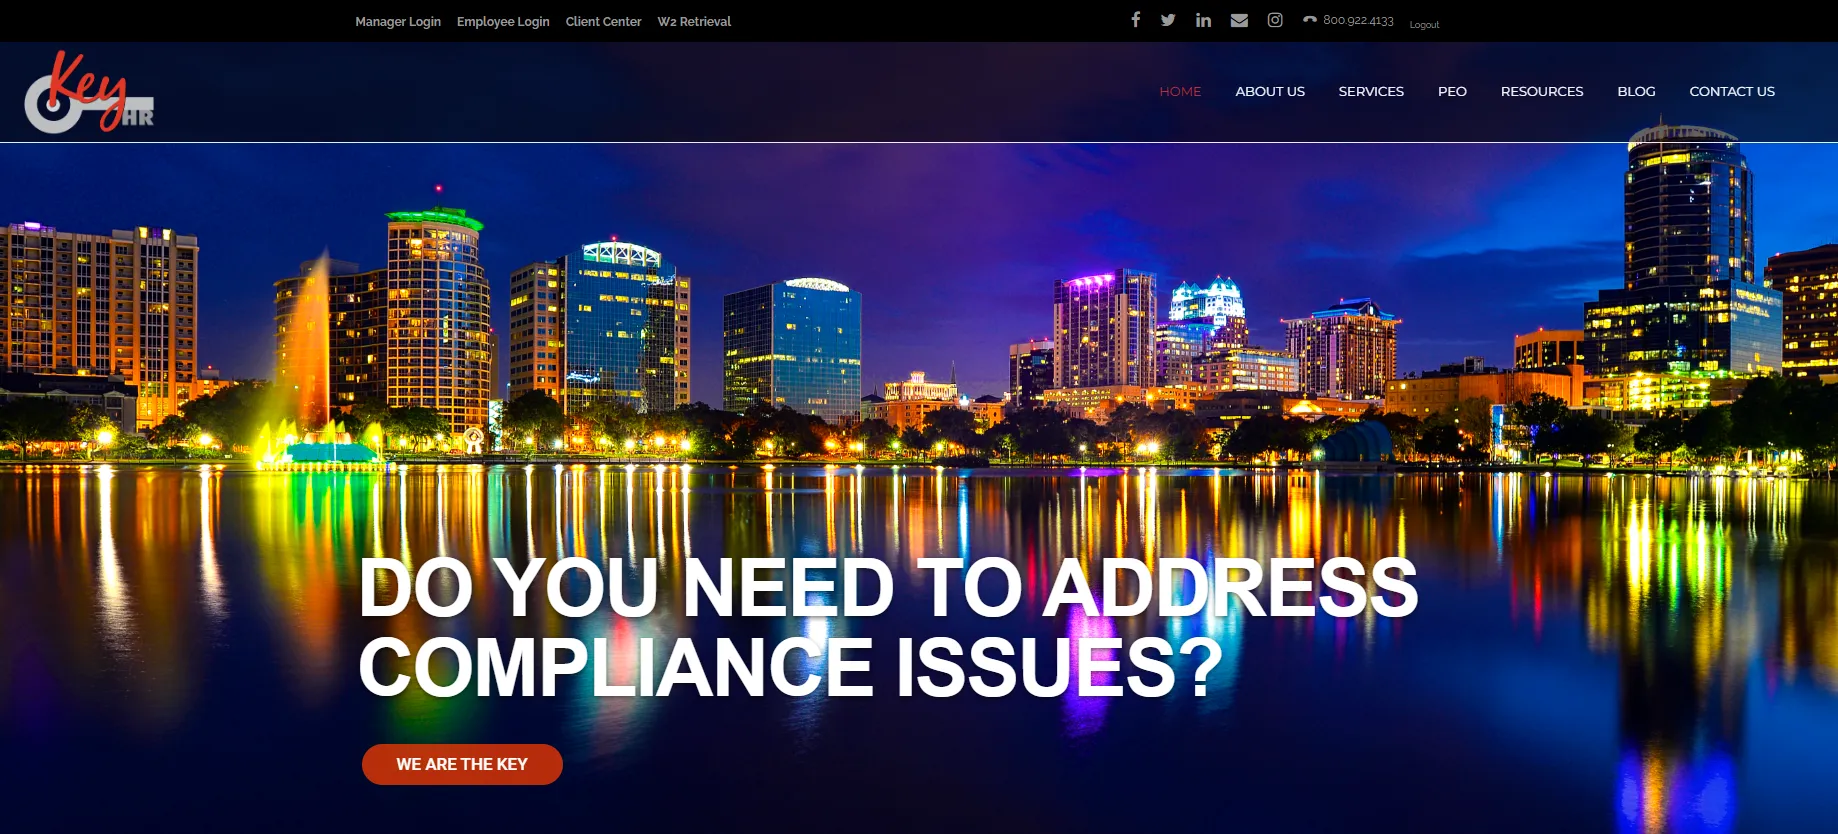 Manager Login Employee Login Client Center W2 Retrieval 800.922.4133 Logout
Key
HR
HOME ABOUT US SERVICES PEO RESOURCES BLOG CONTACT US
DO YOU NEED TO ADDRESS
COMPLIANCE ISSUES?
WE ARE THE KEY